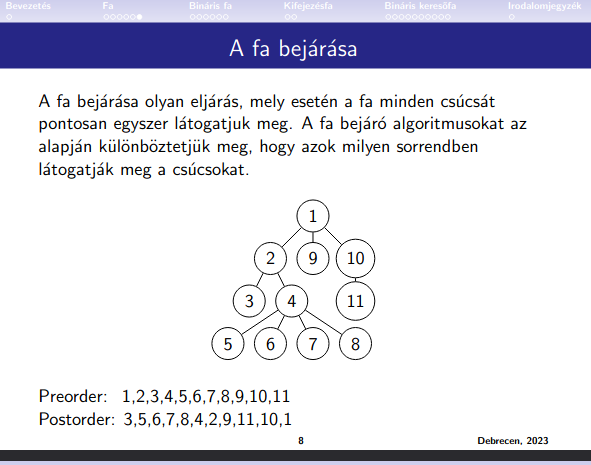 Bevezetés Fa Bináris fa Kifejezésfa Bináris keresőfa Irodalomjegyzék
A fa bejárása
A fa bejárása olyan eljárás, mely esetén a fa minden csúcsát
pontosan egyszer látogatjuk meg. A fa bejáró algoritmusokat az
alapján különböztetjük meg, hogy azok milyen sorrendben
látogatják meg a csúcsokat.
1
2 9 10
3 4 11
5 6 7 8
Preorder: 1,2,3,4,5,6,7,8,9,10,11
Postorder: 3,5,6,7,8,4,2,9,11,10,1
8 Debrecen, 2023